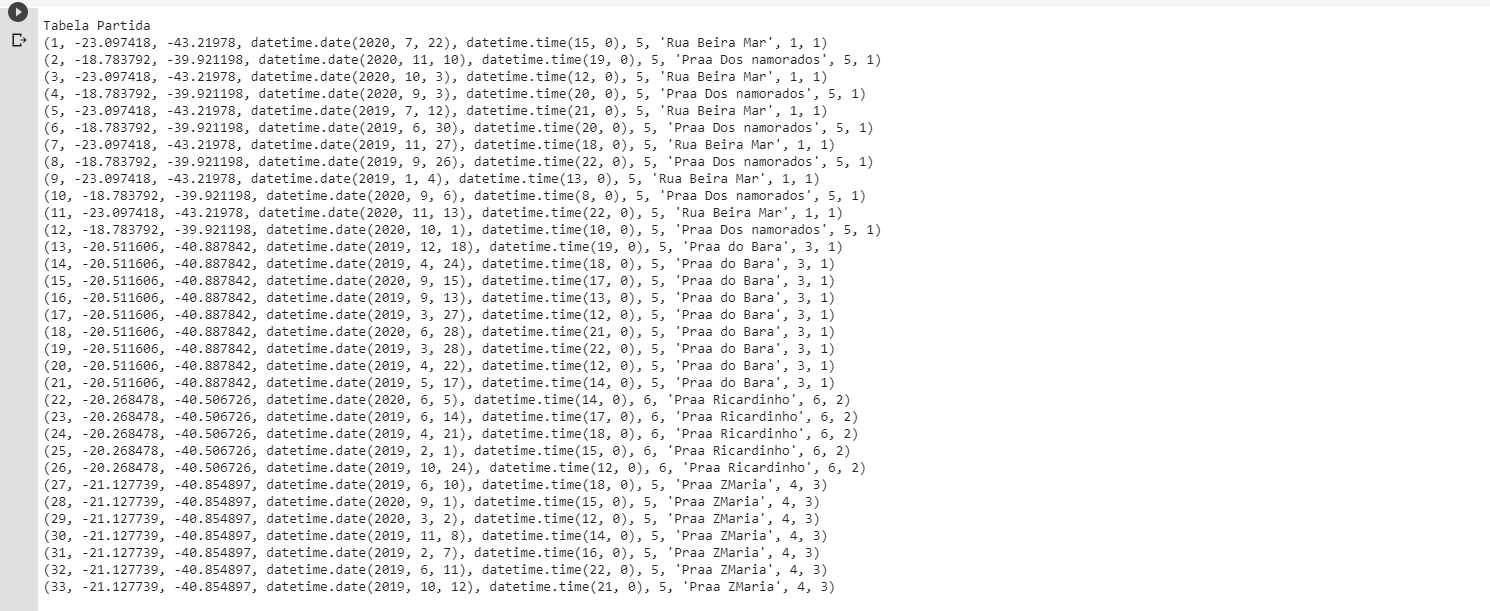 Tabela Partida
(1, -23.097418, -43.21978, datetime.date(2020, 7, 22), datetime.time(15, 0), 5, 'Rua Beira Mar', 1, 1)
(2, -18.783792, -39.921198, datetime.date(2020, 11, 10), datetime.time(19, 0), 5, 'Praa Dos namorados', 5, 1)
(3, -23.097418, -43.21978, datetime.date(2020, 10, 3), datetime.time(12, 0), 5, 'Rua Beira Mar', 1, 1)
(4, -18.783792, -39.921198, datetime.date(2020, 9, 3), datetime.time(20, 0), 5, 'Praa Dos namorados', 5, 1)
(5, -23.097418, -43.21978, datetime.date(2019, 7, 12), datetime.time(21, 0), 5, 'Rua Beira Mar', 1, 1)
(6, -18.783792, -39.921198, datetime.date(2019, 6, 30), datetime.time(20, 0), 5, 'Praa Dos namorados', 5, 1)
(7, -23.097418, -43.21978, datetime.date(2019, 11, 27), datetime.time(18, 0), 5, 'Rua Beira Mar', 1, 1)
(8, -18.783792, -39.921198, datetime.date(2019, 9, 26), datetime.time(22, 0), 5, 'Praa Dos namorados', 5, 1)
(9, -23.097418, -43.21978, datetime.date(2019, 1, 4), datetime.time(13, 0), 5, 'Rua Beira Mar', 1, 1)
(10, -18.783792, -39.921198, datetime.date(2020, 9, 6), datetime.time(8, 0), 5, 'Praa Dos namorados', 5, 1)
(11, -23.097418, -43.21978, datetime.date(2020, 11, 13), datetime.time(22, 0), 5, 'Rua Beira Mar', 1, 1)
(12, -18.783792, -39.921198, datetime.date(2020, 10, 1), datetime.time(10, 0), 5, 'Praa Dos namorados', 5, 1)
(13, -20.511606, -40.887842, datetime.date(2019, 12, 18), datetime.time(19, 0), 5, 'Praa do Bara', 3, 1)
(14, -20.511606, -40.887842, datetime.date(2019, 4, 24), datetime.time(18, 0), 5, 'Praa do Bara', 3, 1)
(15, -20.511606, -40.887842, datetime.date(2020, 9, 15), datetime.time(17, 0), 5, 'Praa do Bara', 3, 1)
(16, -20.511606, -40.887842, datetime.date(2019, 9, 13), datetime.time(13, 0), 5, 'Praa do Bara', 3, 1)
(17, -20.511606, -40.887842, datetime.date(2019, 3, 27), datetime.time(12, 0), 5, 'Praa do Bara', 3, 1)
(18, -20.511606, -40.887842, datetime.date(2020, 6, 28), datetime.time(21, 0), 5, 'Praa do Bara', 3, 1)
(19, -20.511606, -40.887842, datetime.date(2019, 3, 28), datetime.time(22, 0), 5, 'Praa do Bara', 3, 1)
(20, -20.511606, -40.887842, datetime.date(2019, 4, 22), datetime.time(12, 0), 5, 'Praa do Bara', 3, 1)
(21, -20.511606, -40.887842, datetime.date(2019, 5, 17), datetime.time(14, 0), 5, 'Praa do Bara', 3, 1)
(22, -20.268478, -40.506726, datetime.date(2020, 6, 5), datetime.time(14, 0), 6, 'Praa Ricardinho', 6, 2)
(23, -20.268478, -40.506726, datetime.date(2019, 6, 14), datetime.time(17, 0), 6, 'Praa Ricardinho', 6, 2)
(24, -20.268478, -40.506726, datetime.date(2019, 4, 21), datetime.time(18, 0), 6, 'Praa Ricardinho', 6, 2)
(25, -20.268478, -40.506726, datetime.date(2019, 2, 1), datetime.time(15, 0), 6, 'Praa Ricardinho', 6, 2)
(26, -20.268478, -40.506726, datetime.date(2019, 10, 24), datetime.time(12, 0), 6, 'Praa Ricardinho', 6, 2)
(27, -21.127739, -40.854897, datetime.date(2019, 6, 10), datetime.time(18, 0), 5, 'Praa ZMaria', 4, 3)
(28, -21.127739, -40.854897, datetime.date(2020, 9, 1), datetime.time(15, 0), 5, 'Praa ZMaria', 4, 3)
(29, -21.127739, -40.854897, datetime.date(2020, 3, 2), datetime.time(12, 0), 5, 'Praa ZMaria', 4, 3)
(30, -21.127739, -40.854897, datetime.date(2019, 11, 8), datetime.time(14, 0), 5, 'Praa ZMaria', 4, 3)
(31, -21.127739, -40.854897, datetime.date(2019, 2, 7), datetime.time(16, 0), 5, 'Praa ZMaria', 4, 3)
(32, -21.127739, -40.854897, datetime.date(2019, 6, 11), datetime.time(22, 0), 5, 'Praa ZMaria', 4, 3)
(33, -21.127739, -40.854897, datetime.date(2019, 10, 12), datetime.time(21, 0), 5, 'Praa ZMaria', 4, 3)